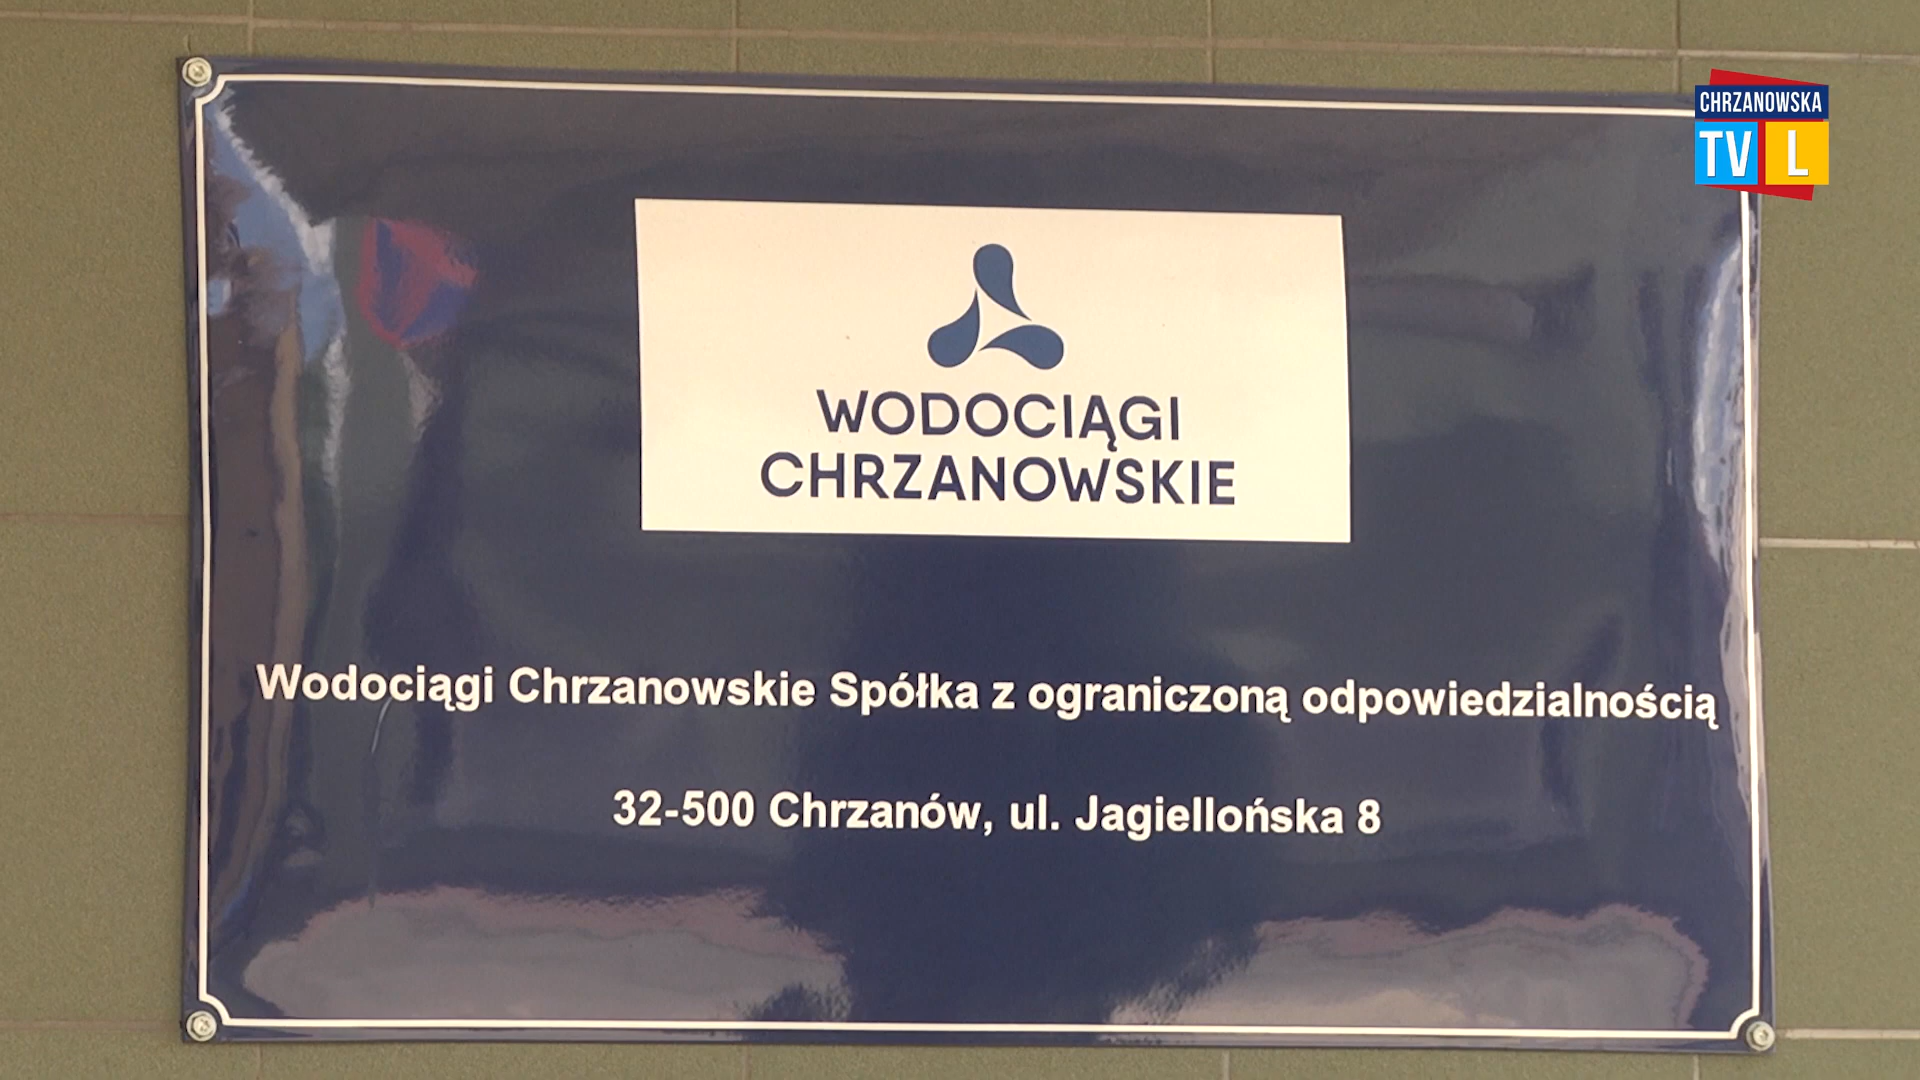 CHRZANOWSKA
TV L
WODOCIĄGI
CHRZANOWSKIE
Wodociągi Chrzanowskie Spółka z ograniczoną odpowiedzialnością
32-500 Chrzanów, ul. Jagiellońska 8